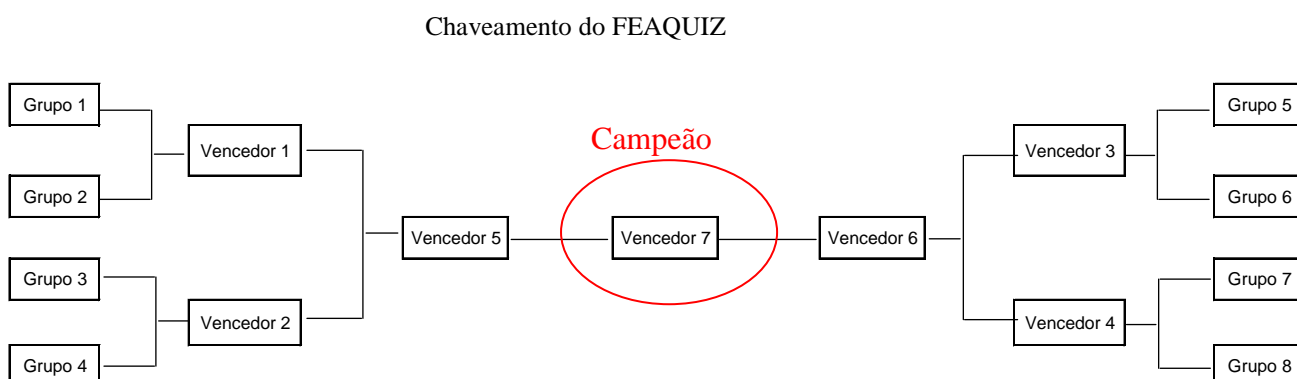 Chaveamento do FEAQUIZ
Grupo 1
Grupo 2
Grupo 3
Grupo 4
Vencedor 1
Vencedor 2
Vencedor 5
Campeão
Vencedor 7
Vencedor 6
Vencedor 3
Vencedor 4
Grupo 5
Grupo 6
Grupo 7
Grupo 8